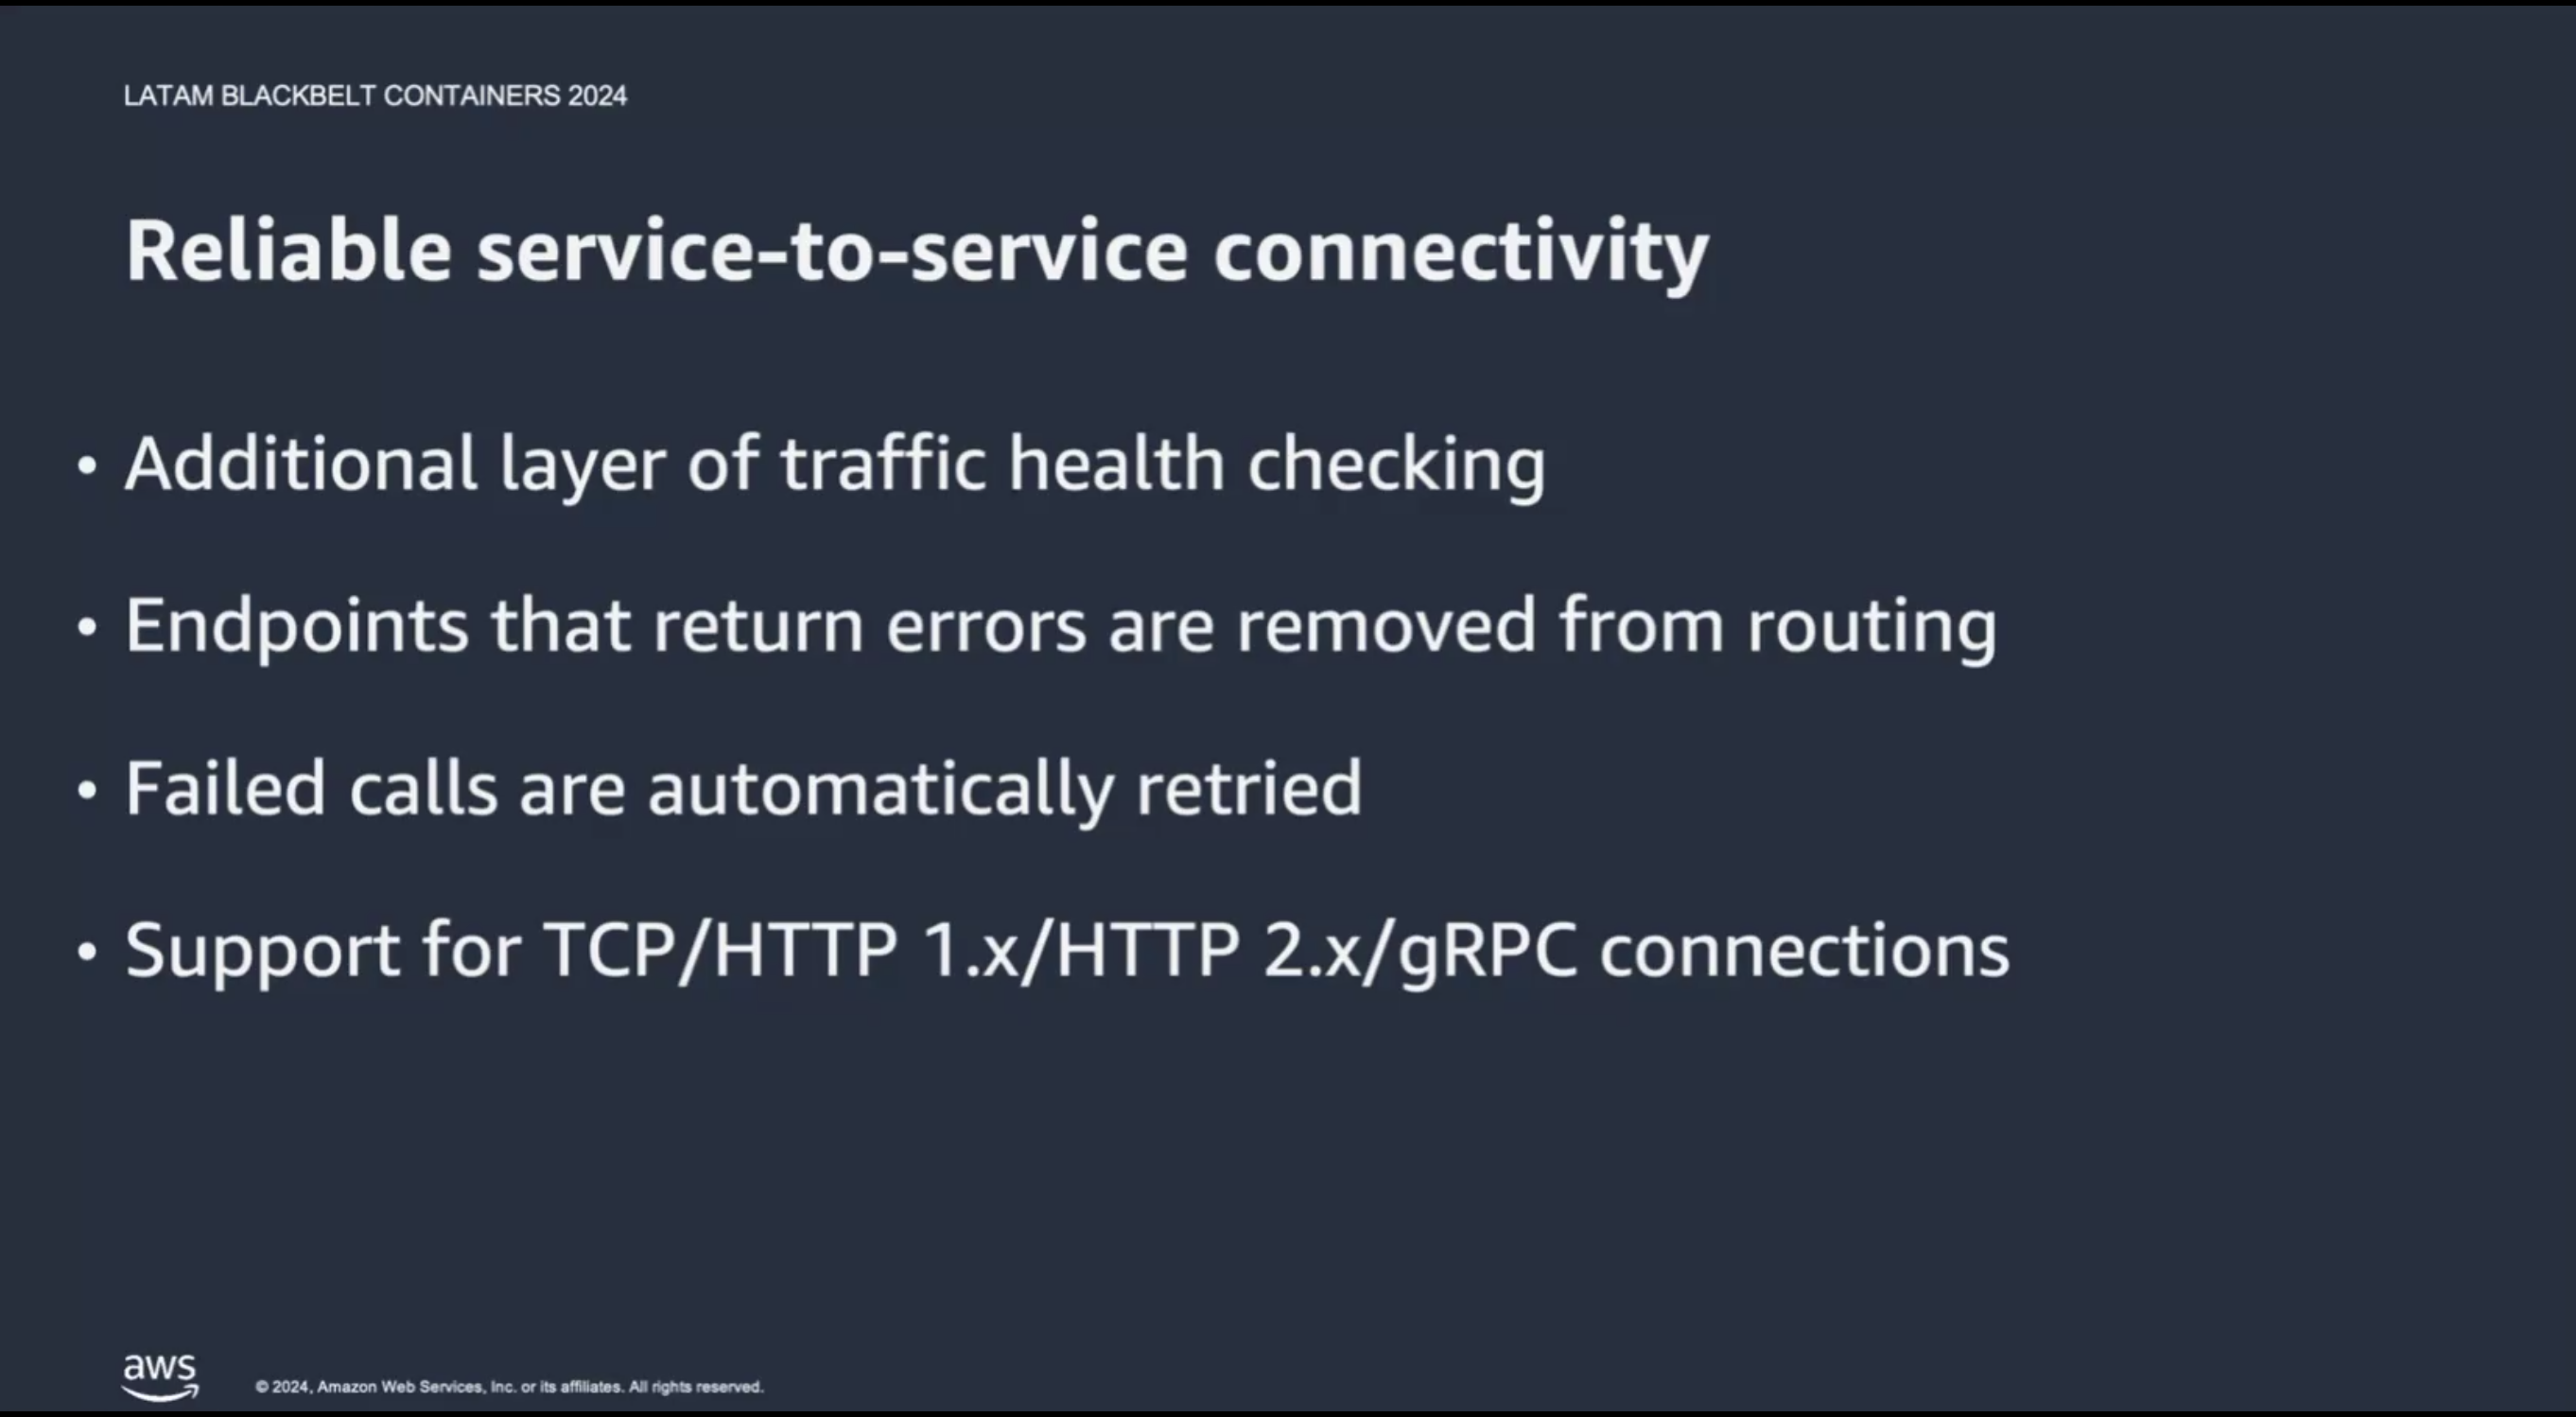 LATAM BLACKBELT CONTAINERS 2024
Reliable service-to-service connectivity
• Additional layer of traffic health checking
• Endpoints that return errors are removed from routing
• Failed calls are automatically retried
• Support for TCP/HTTP 1.x/HTTP 2.x/gRPC connections
aws
© 2024, Amazon Web Services, Inc. or its affiliates. All rights reserved.